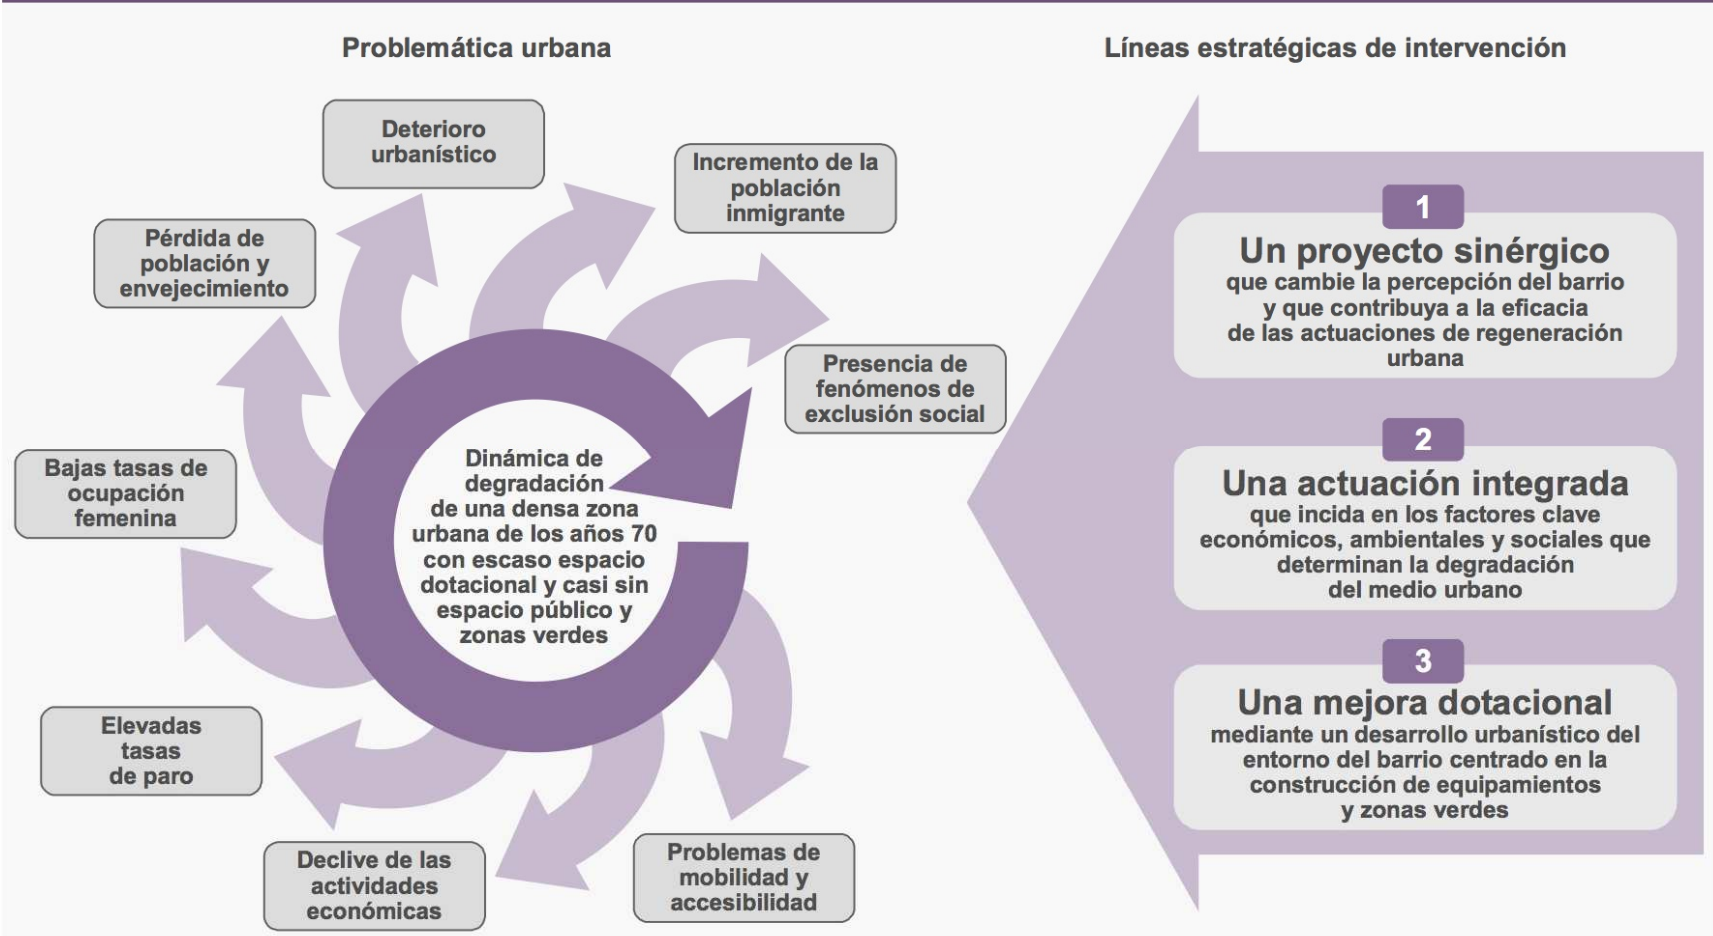 Problemática urbana
Deterioro
urbanístico
Incremento de la
población
inmigrante
Pérdida de
población y
envejecimiento
Presencia de
fenómenos de
exclusión social
Bajas tasas de
ocupación
femenina
Dinámica de
degradación
de una densa zona
urbana de los años 70
con escaso espacio
dotacional y casi sin
espacio público y
zonas verdes
Elevadas
tasas
de paro
Declive de las
actividades
económicas
Problemas de
mobilidad y
accesibilidad
Líneas estratégicas de intervención
1
Un proyecto sinérgico
que cambie la percepción del barrio
y que contribuya a la eficacia
de las actuaciones de regeneración
urbana
2
Una actuación integrada
que incida en los factores clave
económicos, ambientales y sociales que
determinan la degradación
del medio urbano
3
Una mejora dotacional
mediante un desarrollo urbanístico del
entorno del barrio centrado en la
construcción de equipamientos
y zonas verdes